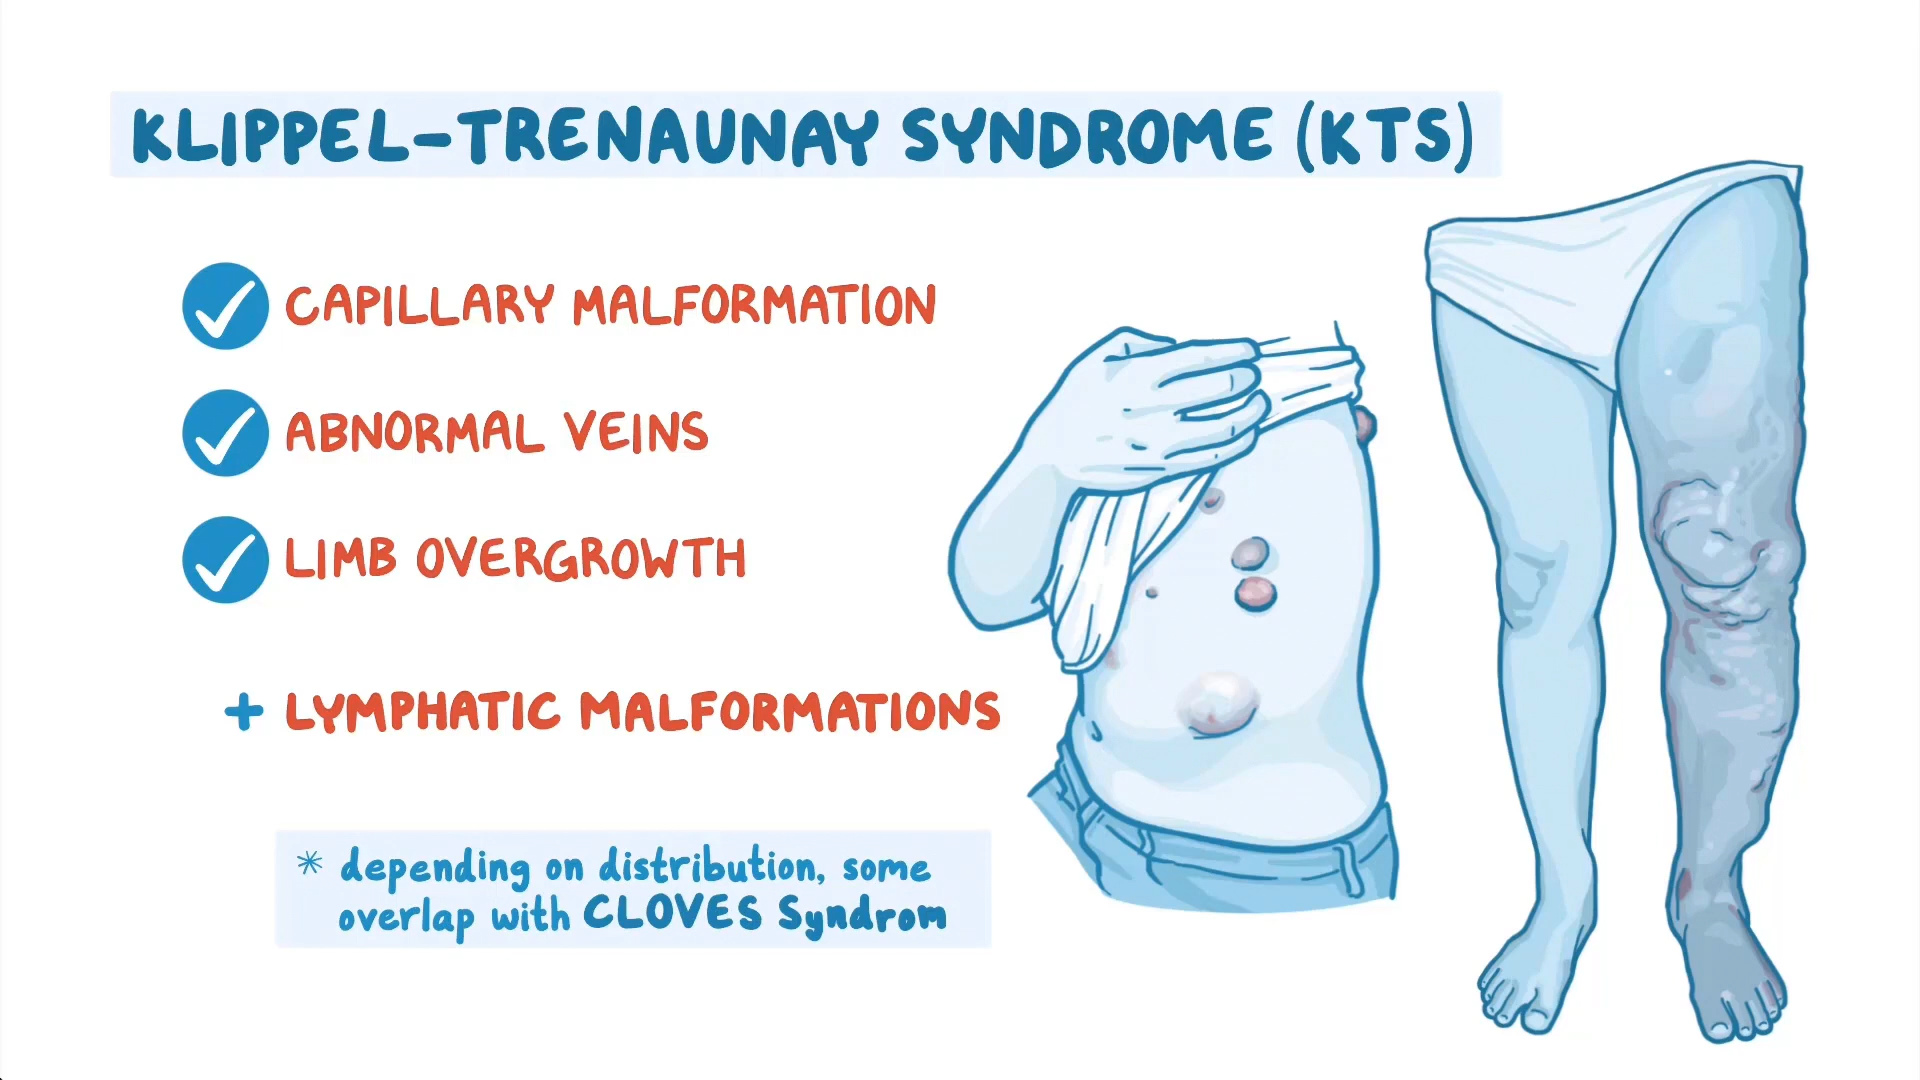 KLIPPEL-TRENAUNAY SYNDROME (KTS)
CAPILLARY MALFORMATION
ABNORMAL VEINS
LIMB OVERGROWTH
+ LYMPHATIC MALFORMATIONS
* depending on distribution, some
overlap with CLOVES Syndrom